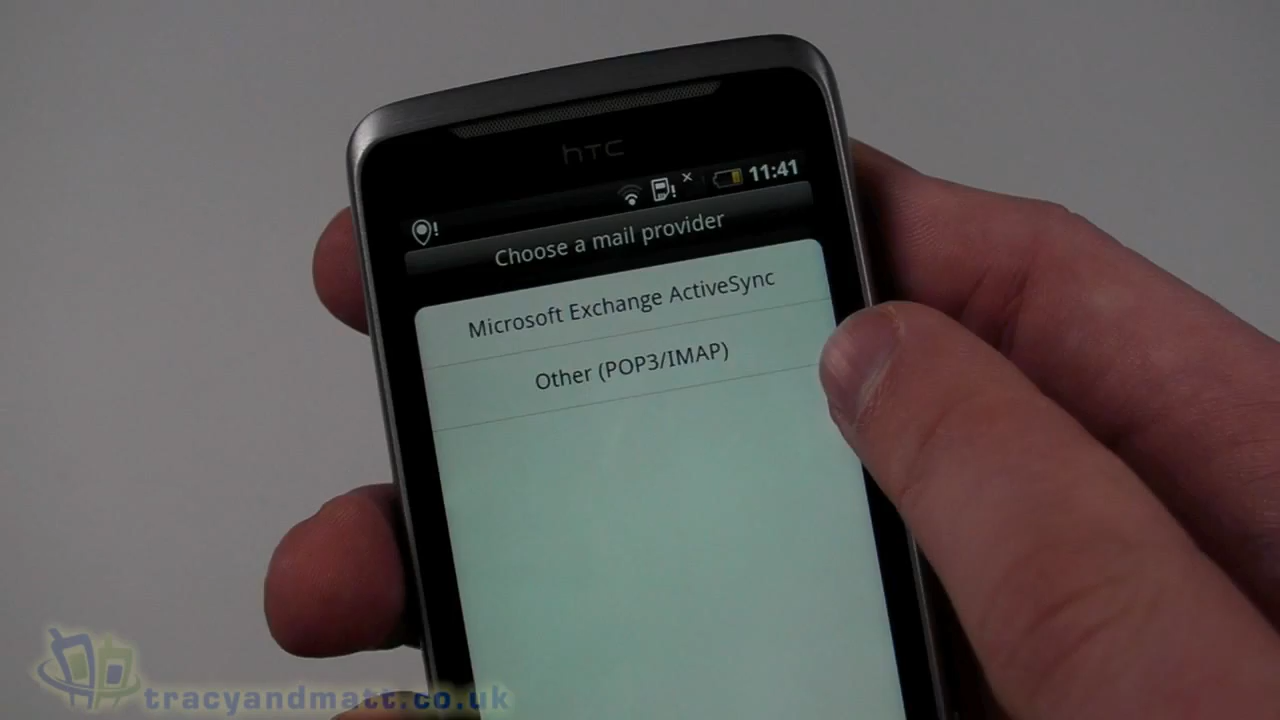 hTC
11:41
Choose a mail provider
Microsoft Exchange ActiveSync
Other (POP3/IMAP)
tracyandmatt.co.uk